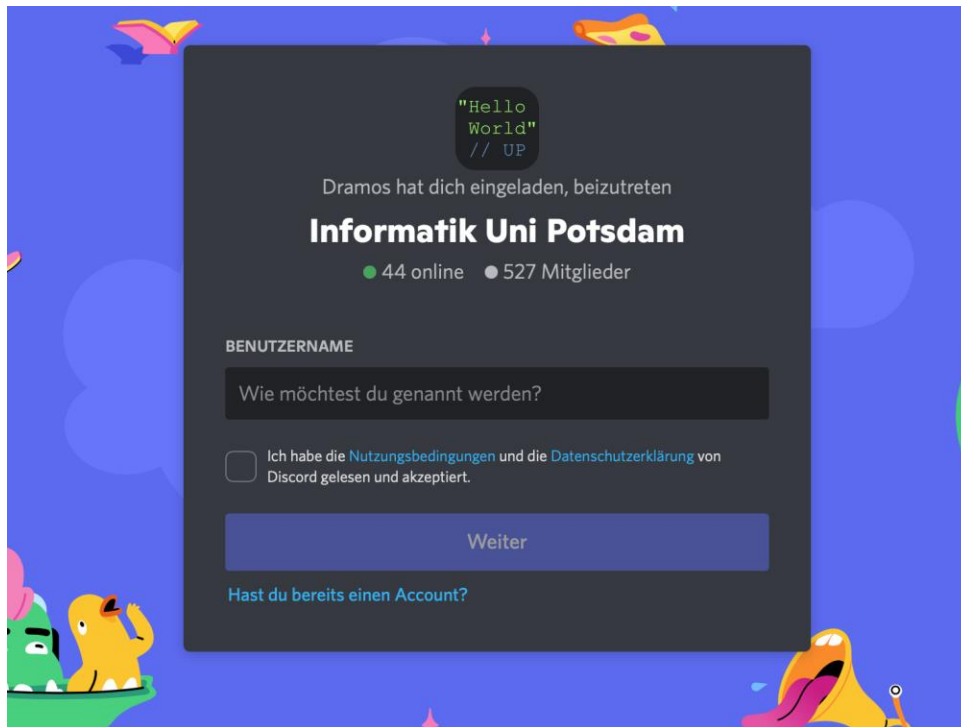 "Hello
World"
// UP
Dramos hat dich eingeladen, beizutreten
Informatik Uni Potsdam
44 online 527 Mitglieder
BENUTZERNAME
Wie möchtest du genannt werden?
Ich habe die Nutzungsbedingungen und die Datenschutzerklärung von
Discord gelesen und akzeptiert.
Weiter
Hast du bereits einen Account?